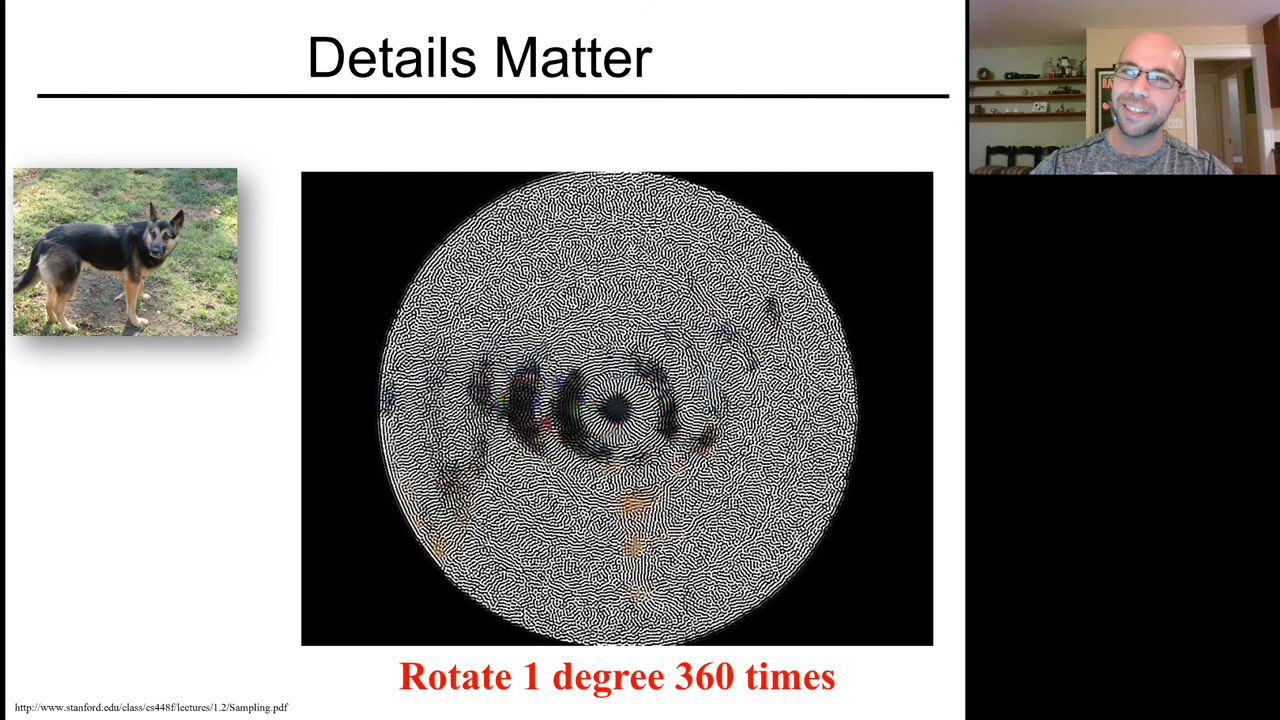 Details Matter
Rotate 1 degree 360 times
http://www.stanford.edu/class/cs448f/lectures/1.2/Sampling.pdf